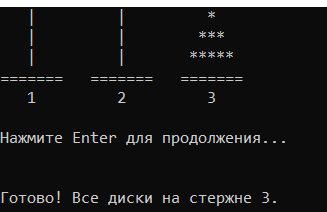 |         |         *
|         |        ***
|         |       *****
=======   =======   =======
1         2         3
Нажмите Enter для продолжения...
Готово! Все диски на стержне 3.